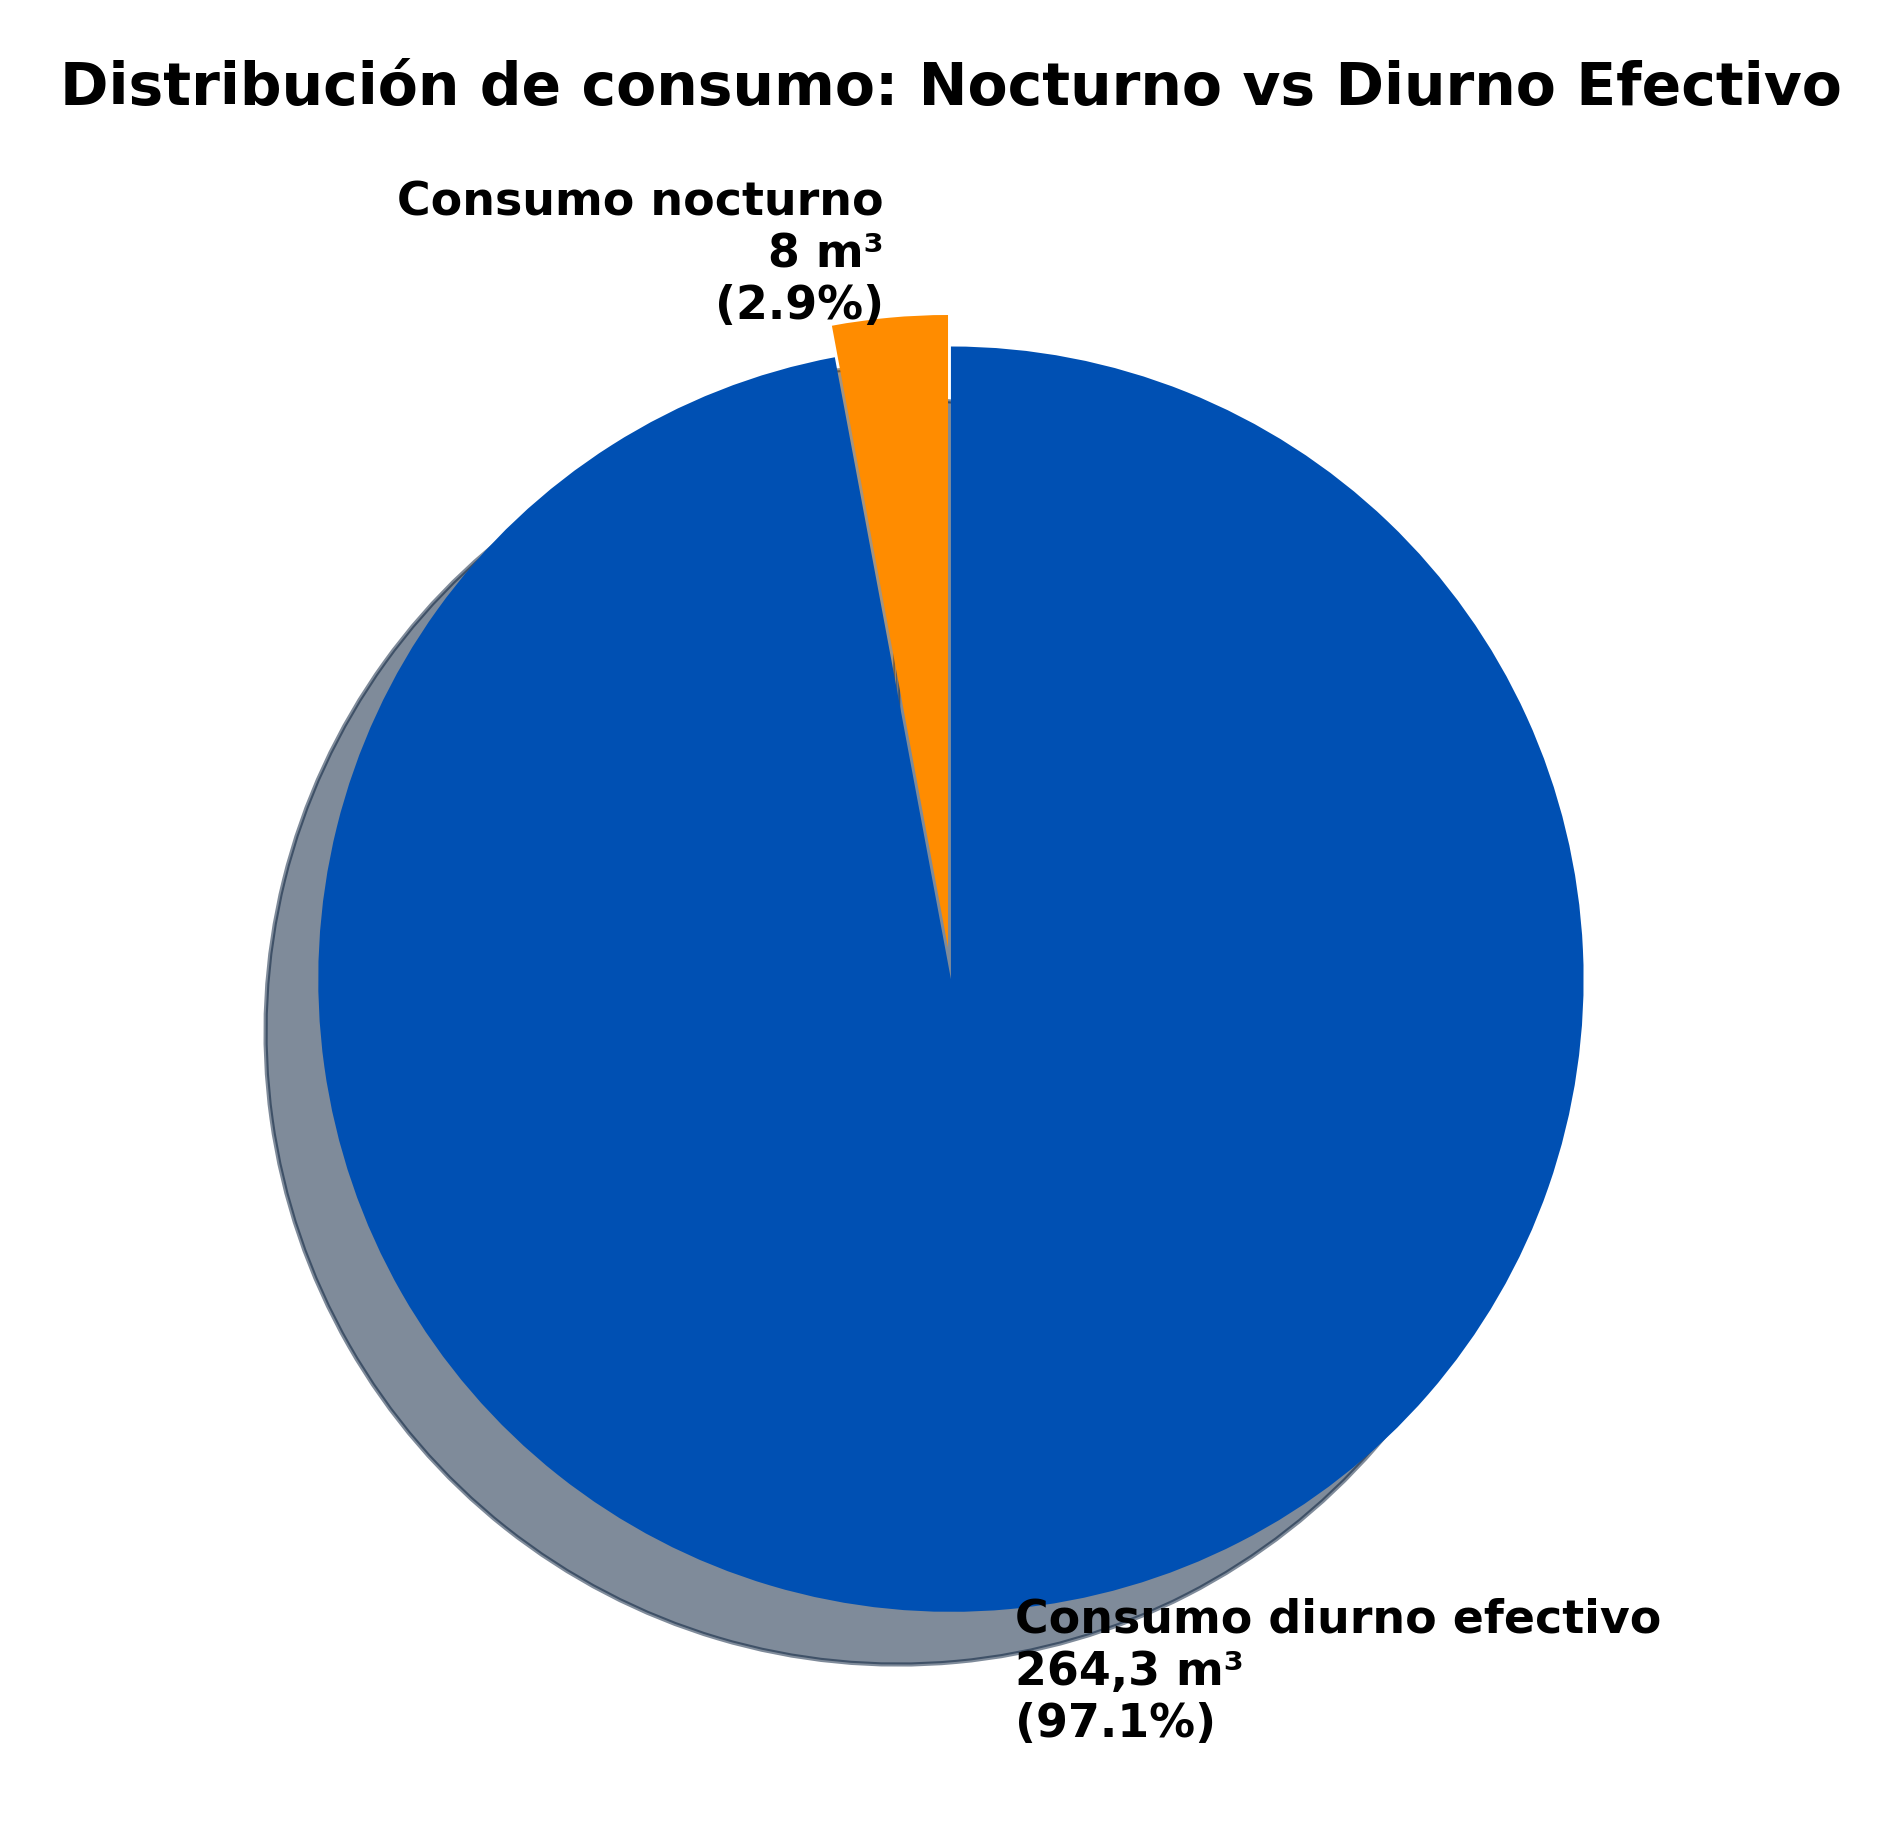 Distribución de consumo: Nocturno vs Diurno Efectivo
Consumo nocturno
8 m³
(2.9%)
Consumo diurno efectivo
264,3 m³
(97.1%)